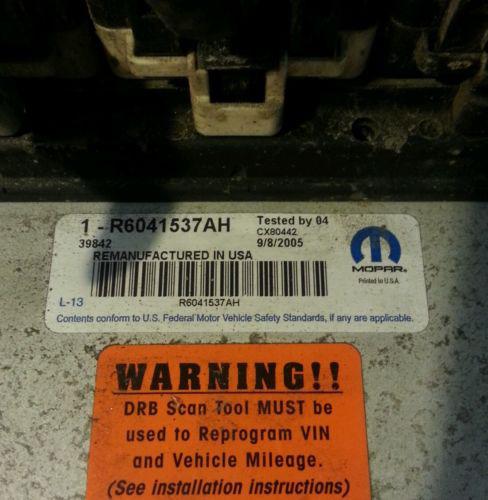 1 - R6041537AH
Tested by 04
39842
CX80442
9/8/2005
REMANUFACTURED IN USA
MOPAR®
Printed in U.S.A.
L-13
R6041537AH
Contents conform to U.S. Federal Motor Vehicle Safety Standards, if any are applicable.
WARNING!!
DRB Scan Tool MUST be
used to Reprogram VIN
and Vehicle Mileage.
(See installation instructions)